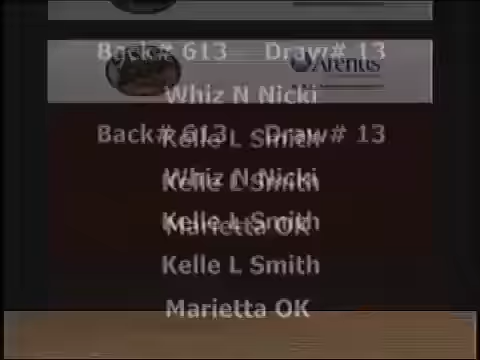 Back# 613 Draw# 13
Arenus
Whiz N Nicki
Kelle L Smith
Back# 613 Draw# 13
Whiz N Nicki
Kelle L Smith
Kelle L Smith
Marietta OK
Kelle L Smith
Marietta OK